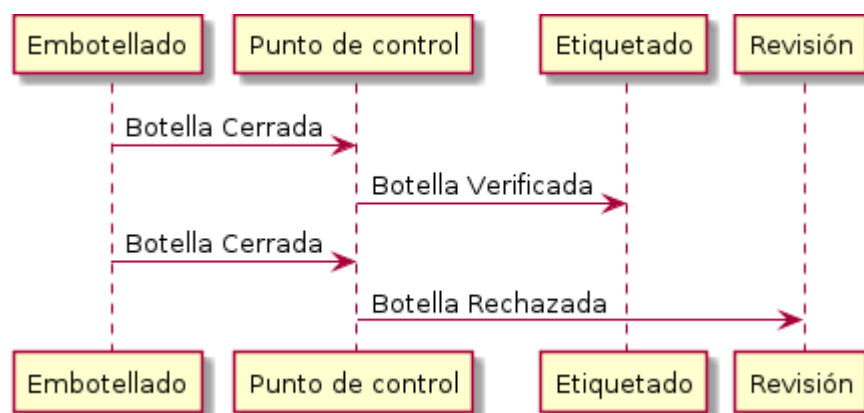 Embotellado
Punto de control
Etiquetado
Revisión
Botella Cerrada
Botella Verificada
Botella Cerrada
Botella Rechazada
Embotellado
Punto de control
Etiquetado
Revisión